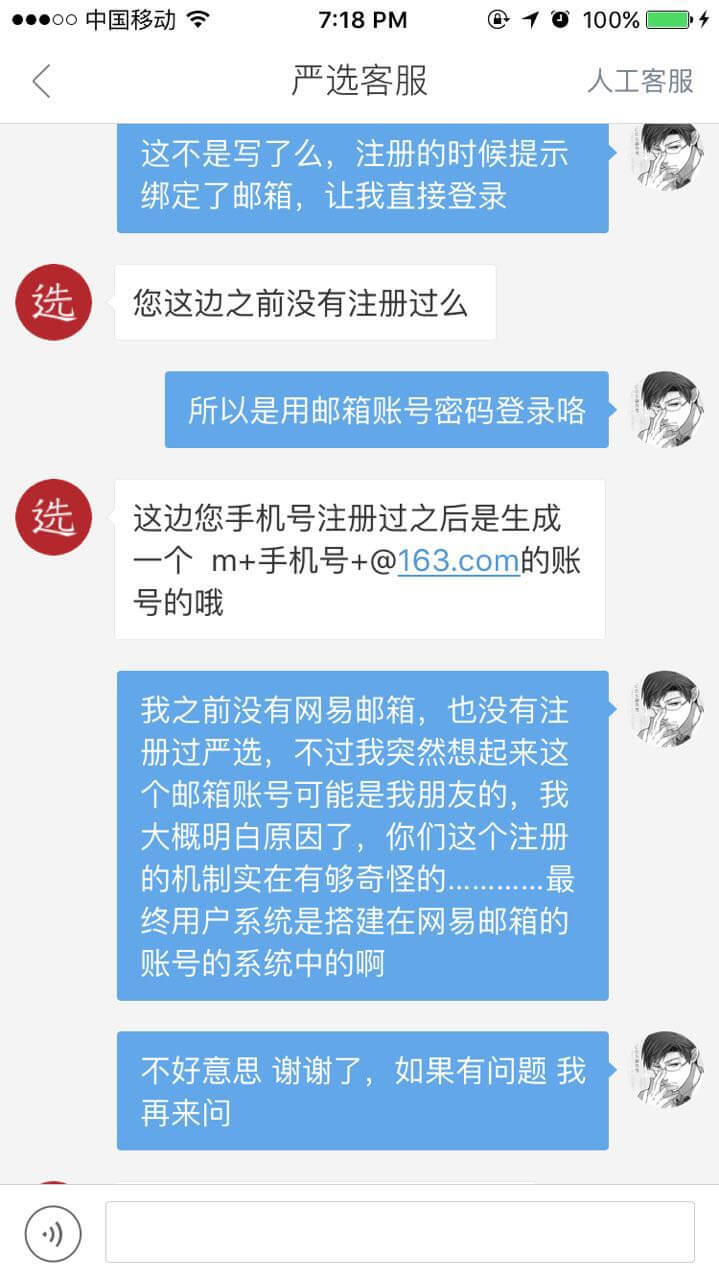 中国移动
7:18 PM
100%
严选客服
人工客服
这不是写了么，注册的时候提示
绑定了邮箱，让我直接登录
选
您这边之前没有注册过么
所以是用邮箱账号密码登录咯
选
这边您手机号注册过之后是生成
一个 m+手机号+@163.com的账
号的哦
我之前没有网易邮箱，也没有注
册过严选，不过我突然想起来这
个邮箱账号可能是我朋友的，我
大概明白原因了，你们这个注册
的机制实在有够奇怪的…………最
终用户系统是搭建在网易邮箱的
账号的系统中的啊
不好意思 谢谢了，如果有问题 我
再来问